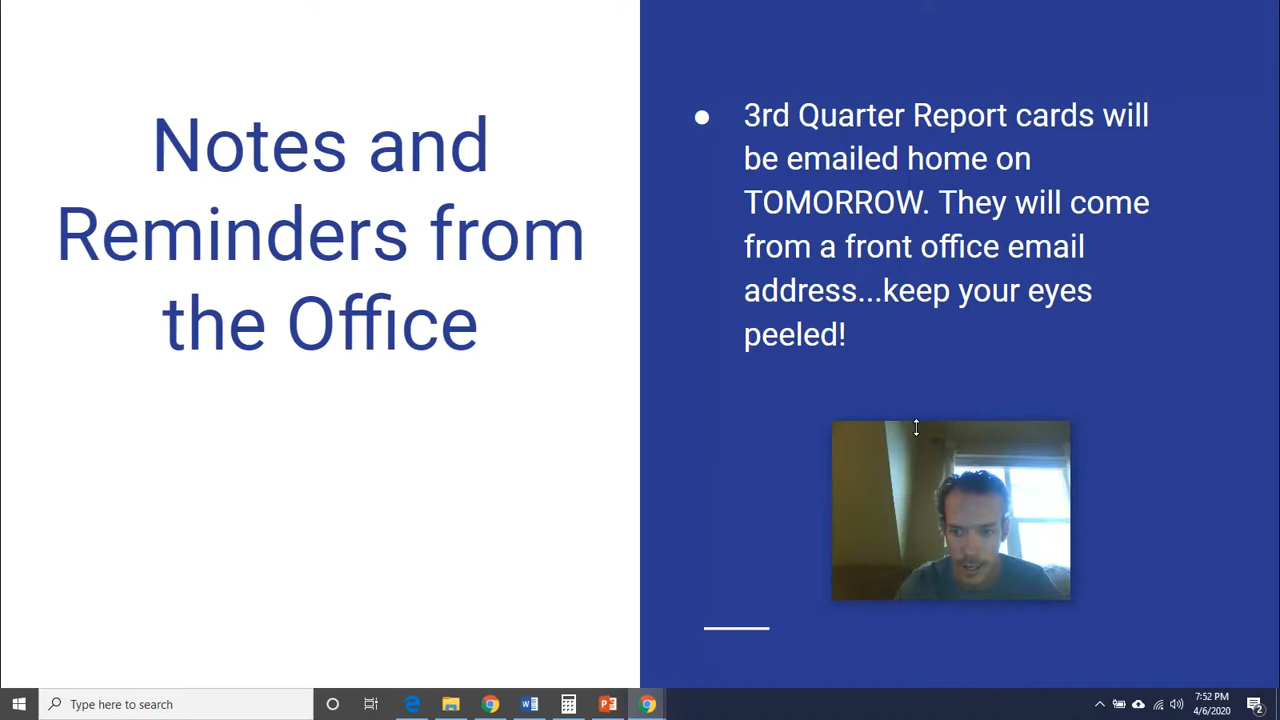 Notes and
Reminders from
the Office
● 3rd Quarter Report cards will
be emailed home on
TOMORROW. They will come
from a front office email
address...keep your eyes
peeled!
Type here to search
7:52 PM
4/6/2020
2